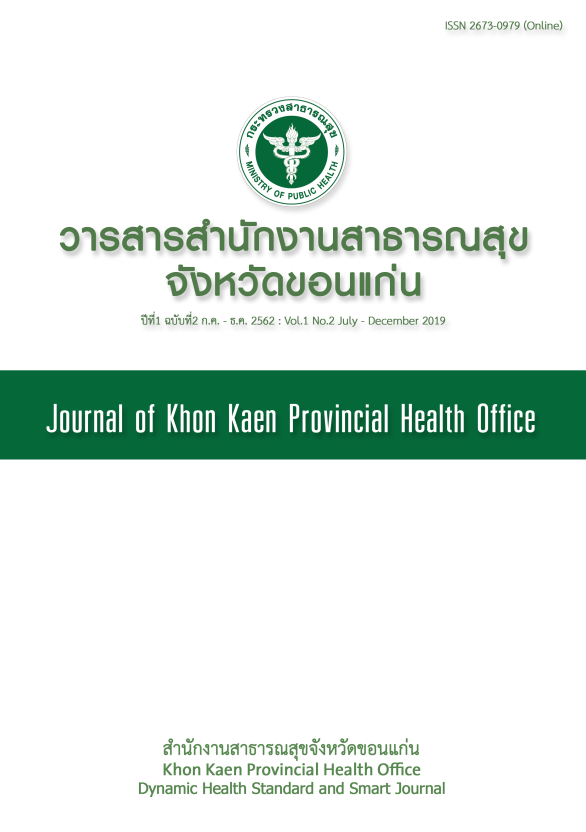 ISSN 2673-0979 (Online)
กระทรวงสาธารณสุข
MINISTRY OF PUBLIC HEALTH
วารสารสำนักงานสาธารณสุข
จังหวัดขอนแก่น
ปีที่1 ฉบับที่2 ก.ค. - ธ.ค. 2562 : Vol.1 No.2 July - December 2019
Journal of Khon Kaen Provincial Health Office
สำนักงานสาธารณสุขจังหวัดขอนแก่น
Khon Kaen Provincial Health Office
Dynamic Health Standard and Smart Journal